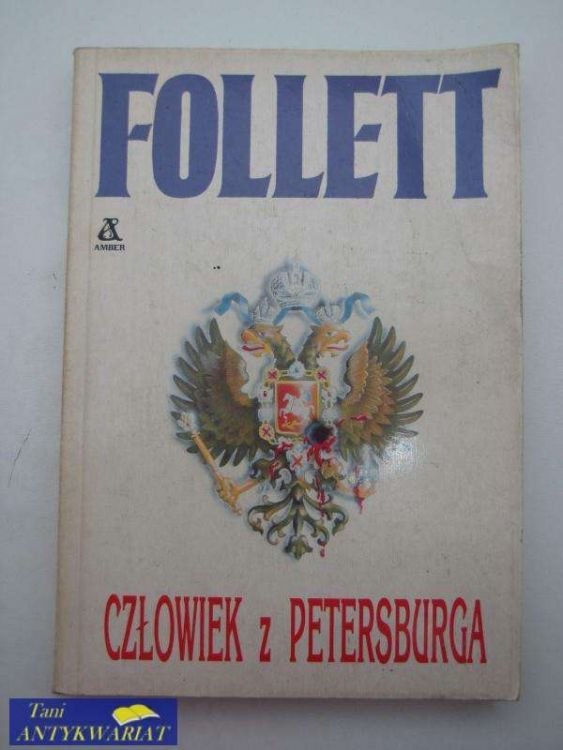 FOLLETT
AMBER
CZŁOWIEK z PETERSBURGA
Tani
ANTYKWARIAT